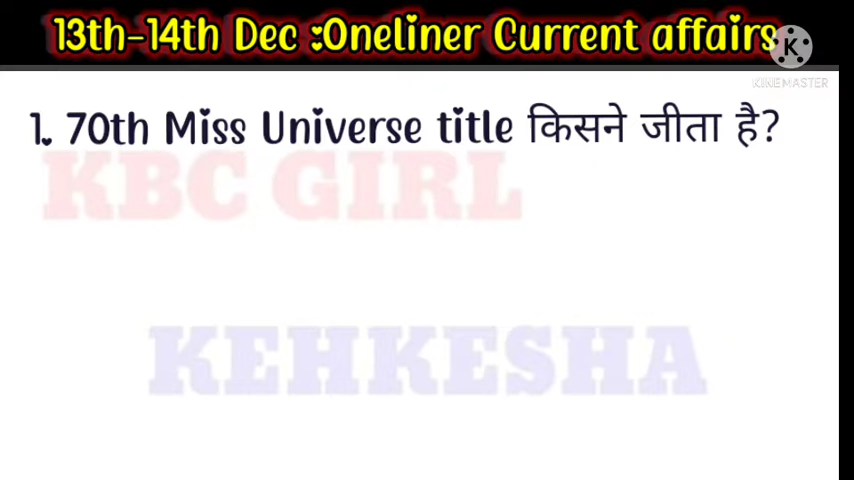 13th-14th Dec :Oneliner Current affairs
K
KINEMASTER
1. 70th Miss Universe title किसने जीता है?
KBC GIRL
KEHKESHA